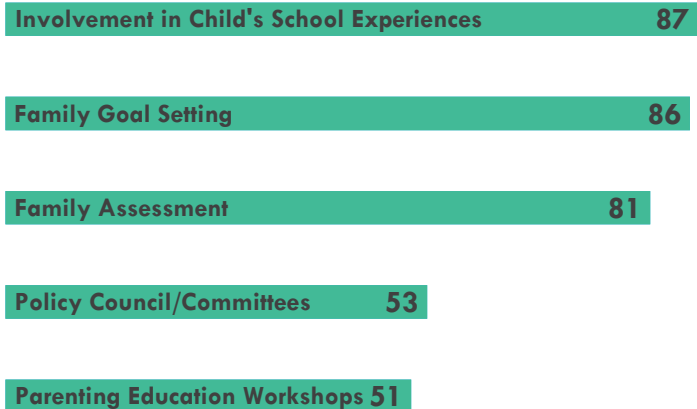 Involvement in Child's School Experiences 87
Family Goal Setting 86
Family Assessment 81
Policy Council/Committees 53
Parenting Education Workshops 51